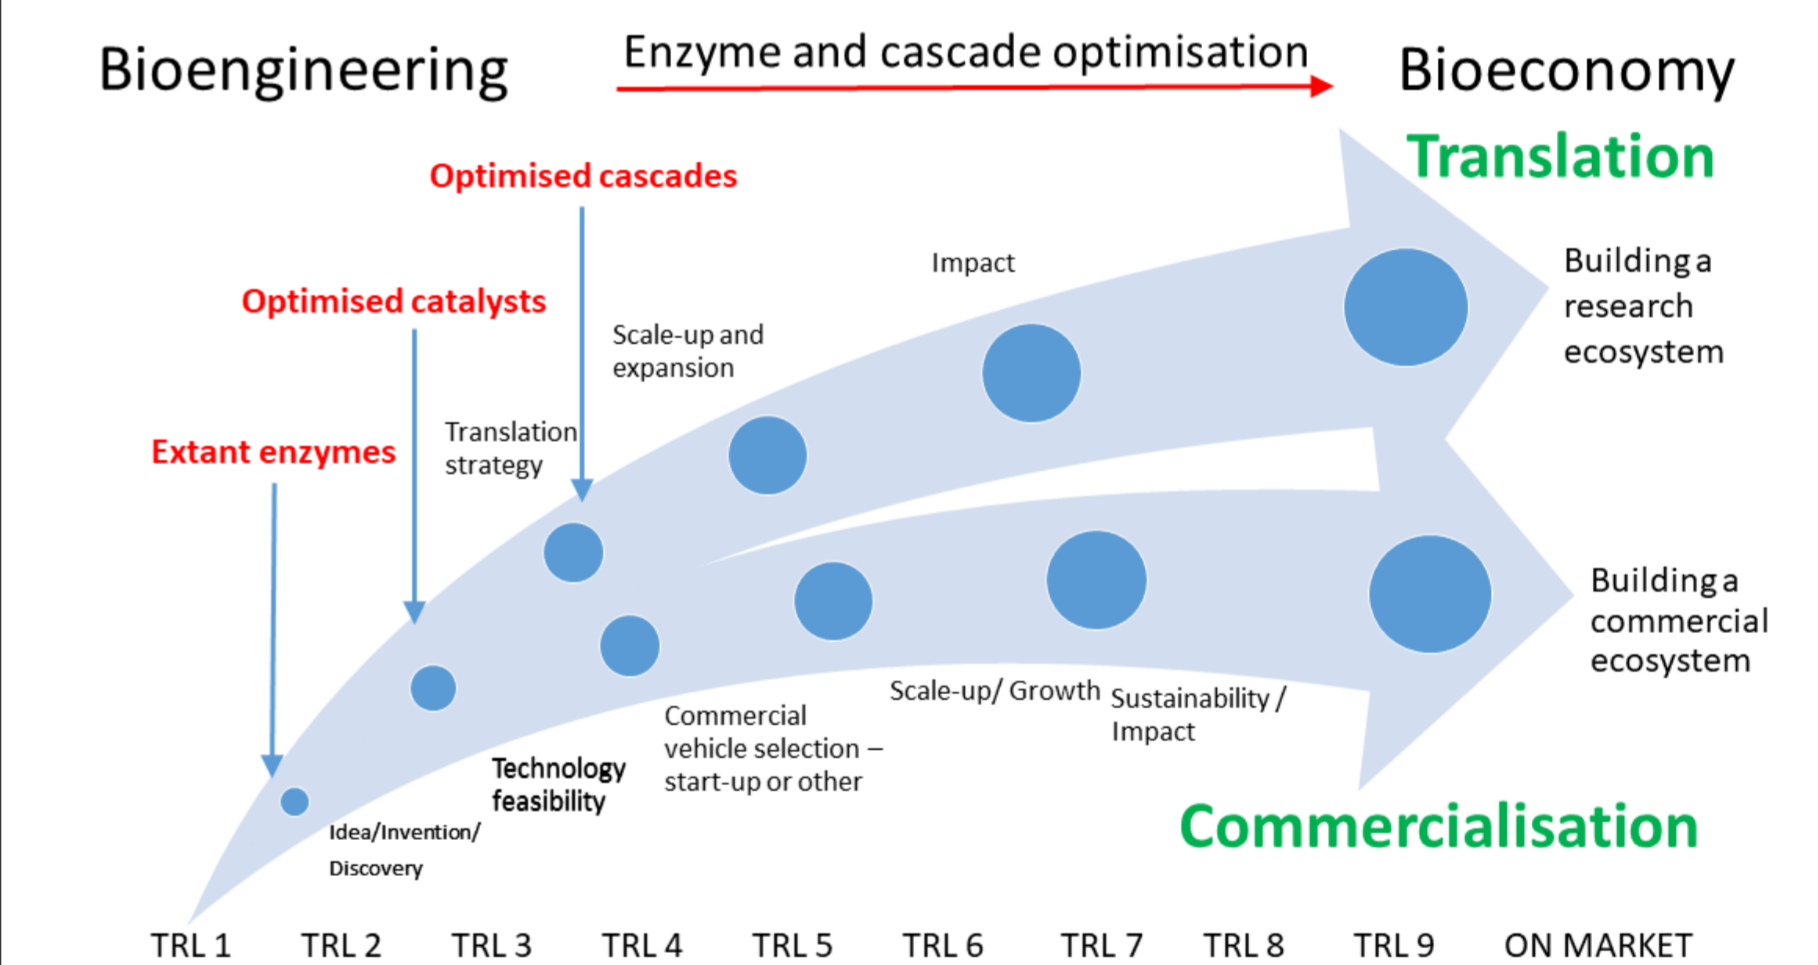 Bioengineering
Enzyme and cascade optimisation
Bioeconomy
Translation
Optimised cascades
Impact
Building a
research
ecosystem
Optimised catalysts
Scale-up and
expansion
Extant enzymes
Translation
strategy
Building a
commercial
ecosystem
Scale-up/ Growth
Sustainability /
Impact
Commercial
vehicle selection –
start-up or other
Technology
feasibility
Idea/Invention/
Discovery
Commercialisation
TRL 1 TRL 2 TRL 3 TRL 4 TRL 5 TRL 6 TRL 7 TRL 8 TRL 9 ON MARKET